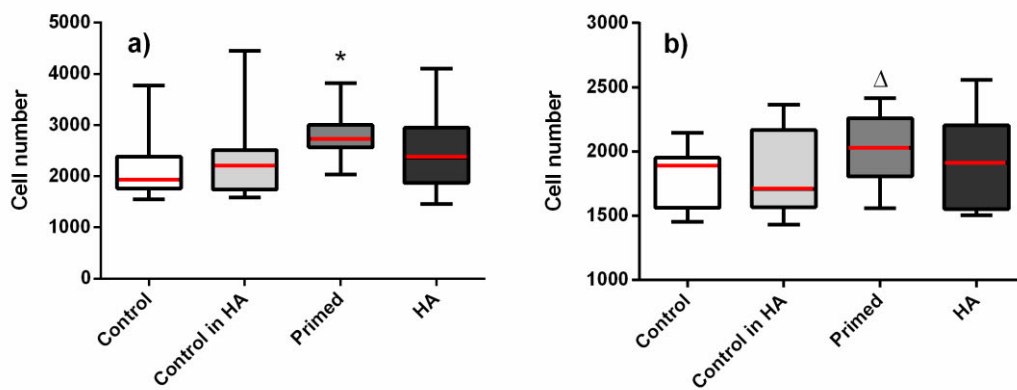 a)
Cell number
5000
4000
3000
2000
1000
0
*
Control
Control in HA
Primed
HA
b)
Cell number
3000
2500
2000
1500
1000
Δ
Control
Control in HA
Primed
HA